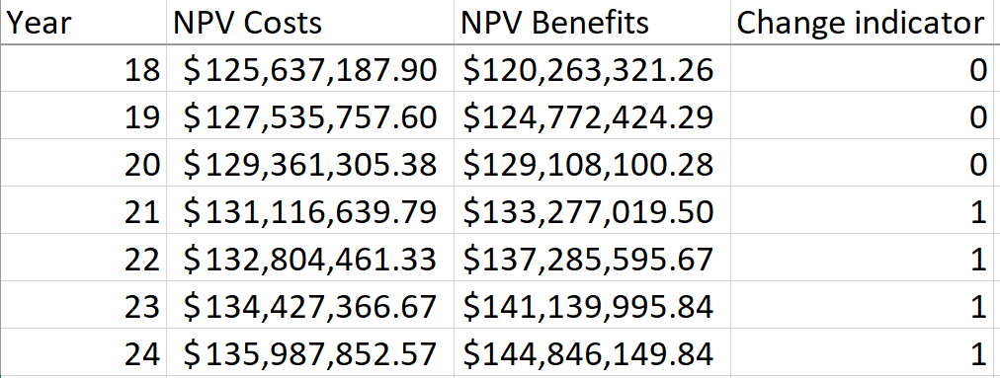 Year NPV Costs NPV Benefits Change indicator
18 $125,637,187.90 $120,263,321.26 0
19 $127,535,757.60 $124,772,424.29 0
20 $129,361,305.38 $129,108,100.28 0
21 $131,116,639.79 $133,277,019.50 1
22 $132,804,461.33 $137,285,595.67 1
23 $134,427,366.67 $141,139,995.84 1
24 $135,987,852.57 $144,846,149.84 1